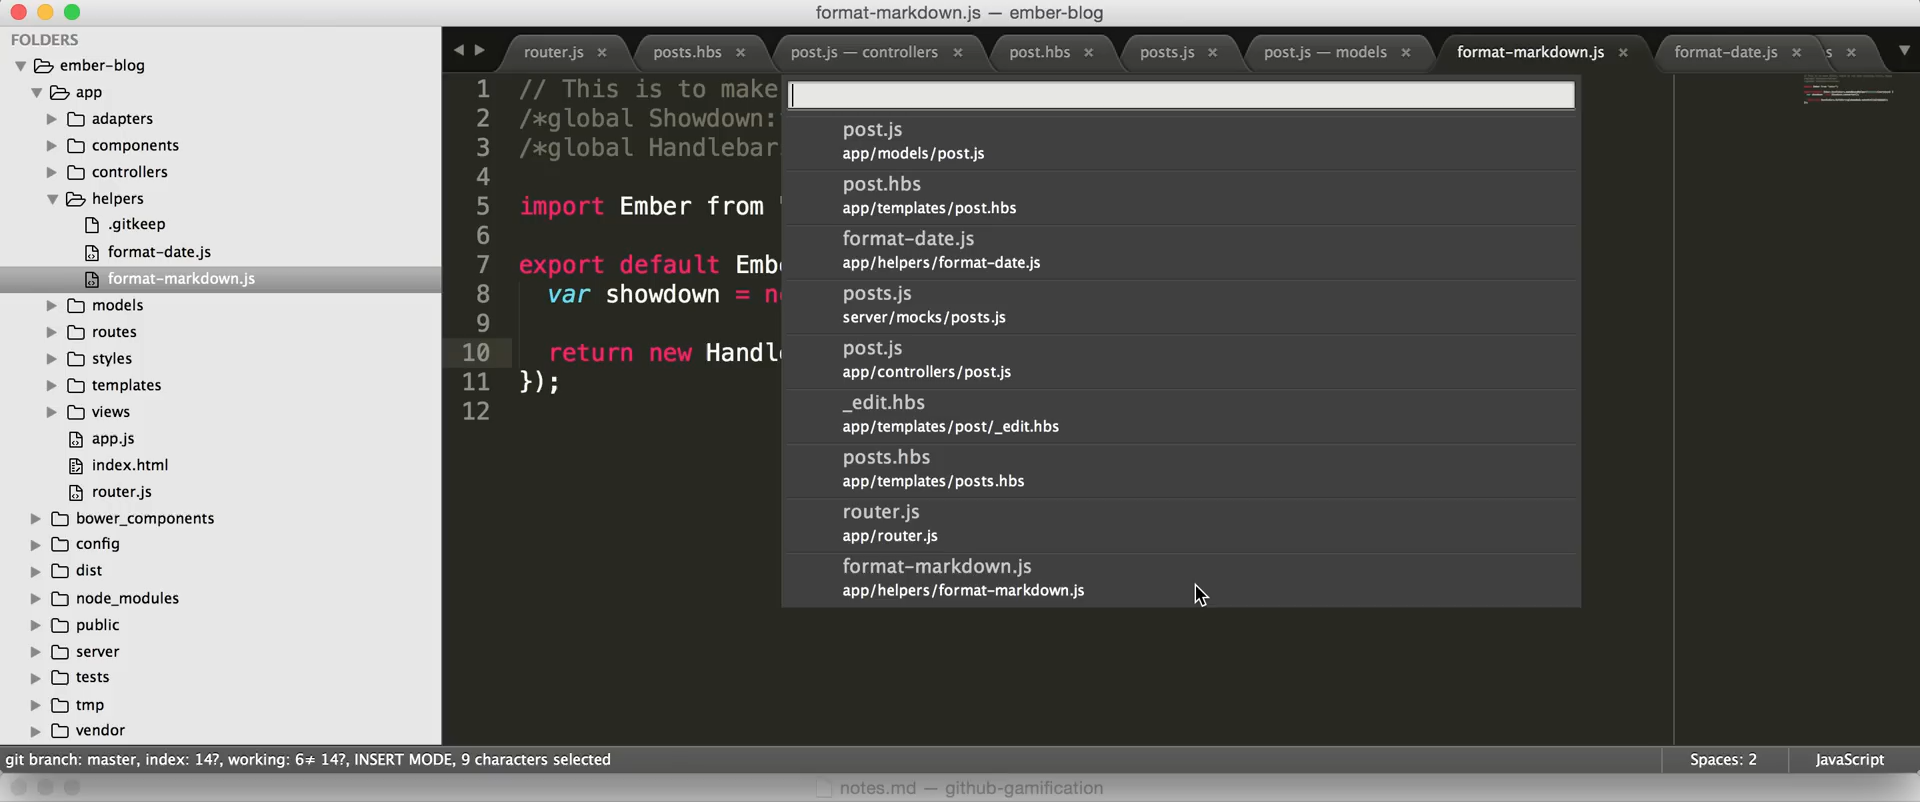 format-markdown.js — ember-blog
FOLDERS
ember-blog
app
adapters
components
controllers
helpers
.gitkeep
format-date.js
format-markdown.js
models
routes
styles
templates
views
app.js
index.html
router.js
bower_components
config
dist
node_modules
public
server
tests
tmp
vendor
router.js posts.hbs post.js — controllers post.hbs posts.js post.js — models format-markdown.js format-date.js s
1 // This is to make
2 /*global Showdown:
3 /*global Handlebar
4
5 import Ember from
6
7 export default Emb
8 var showdown = n
9
10 return new Handl
11 });
12
post.js
app/models/post.js
post.hbs
app/templates/post.hbs
format-date.js
app/helpers/format-date.js
posts.js
server/mocks/posts.js
post.js
app/controllers/post.js
_edit.hbs
app/templates/post/_edit.hbs
posts.hbs
app/templates/posts.hbs
router.js
app/router.js
format-markdown.js
app/helpers/format-markdown.js
git branch: master, index: 14?, working: 6≠ 14?, INSERT MODE, 9 characters selected Spaces: 2 JavaScript
notes.md — github-gamification